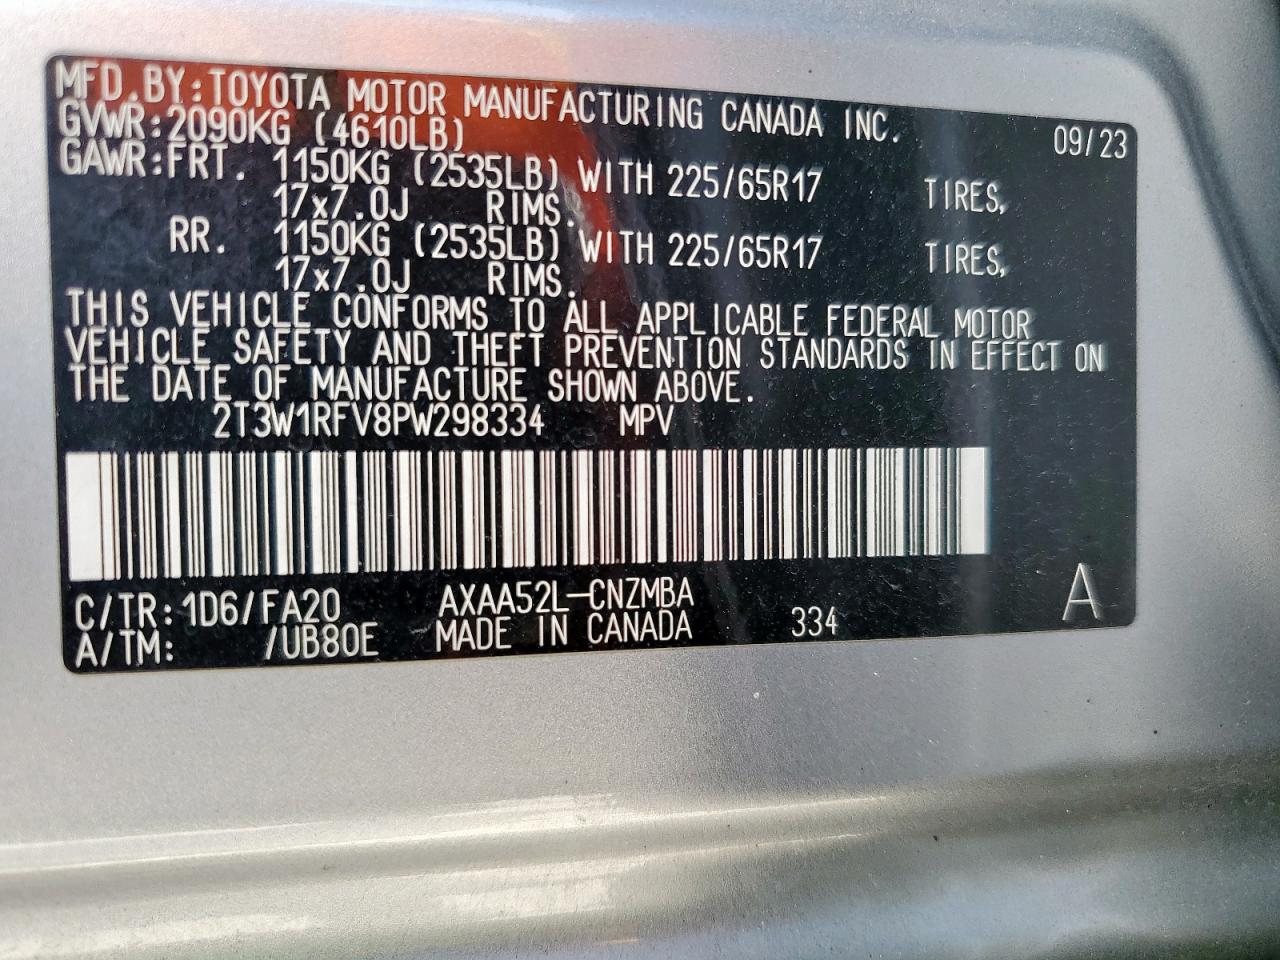 MFD.BY:TOYOTA MOTOR MANUFACTURING CANADA INC. 09/23
GVWR:2090KG (4610LB)
GAWR:FRT. 1150KG (2535LB) WITH 225/65R17 TIRES,
17x7.0J RIMS.
RR. 1150KG (2535LB) WITH 225/65R17 TIRES,
17x7.0J RIMS.
THIS VEHICLE CONFORMS TO ALL APPLICABLE FEDERAL MOTOR
VEHICLE SAFETY AND THEFT PREVENTION STANDARDS IN EFFECT ON
THE DATE OF MANUFACTURE SHOWN ABOVE.
2T3W1RFV8PW298334 MPV
C/TR:1D6/FA20 AXAA52L-CNZMBA 334 A
A/TM: /UB80E MADE IN CANADA